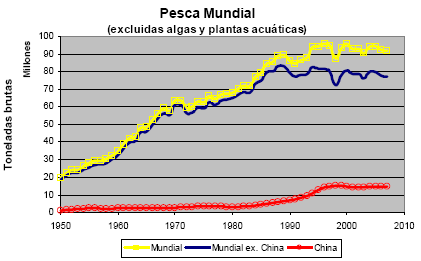 Pesca Mundial
(excluidas algas y plantas acuáticas)
Toneladas brutas
Millones
100
90
80
70
60
50
40
30
20
10
0
1950
1960
1970
1980
1990
2000
2010
Mundial
Mundial ex. China
China